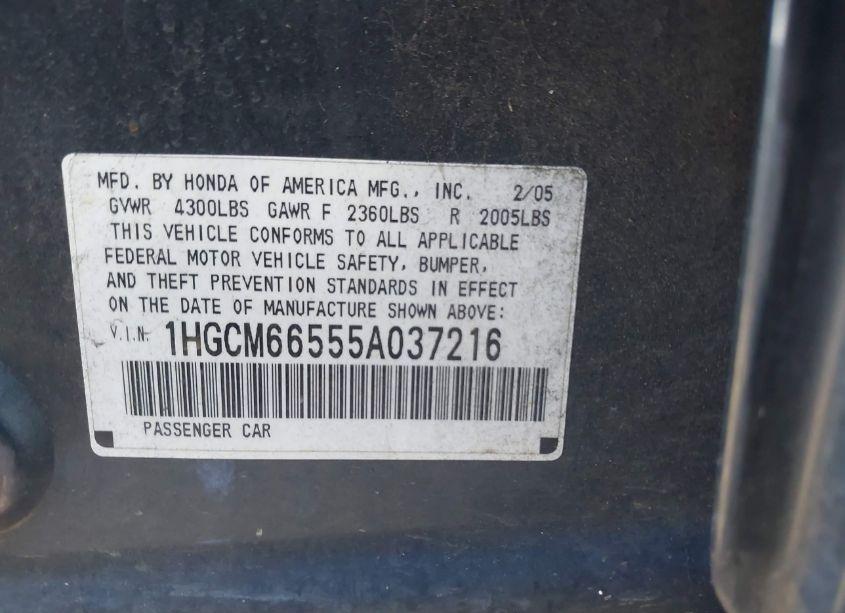 MFD. BY HONDA OF AMERICA MFG., INC. 2/05
GVWR 4300LBS GAWR F 2360LBS R 2005LBS
THIS VEHICLE CONFORMS TO ALL APPLICABLE
FEDERAL MOTOR VEHICLE SAFETY, BUMPER,
AND THEFT PREVENTION STANDARDS IN EFFECT
ON THE DATE OF MANUFACTURE SHOWN ABOVE:
V.I.N. 1HGCM66555A037216
PASSENGER CAR